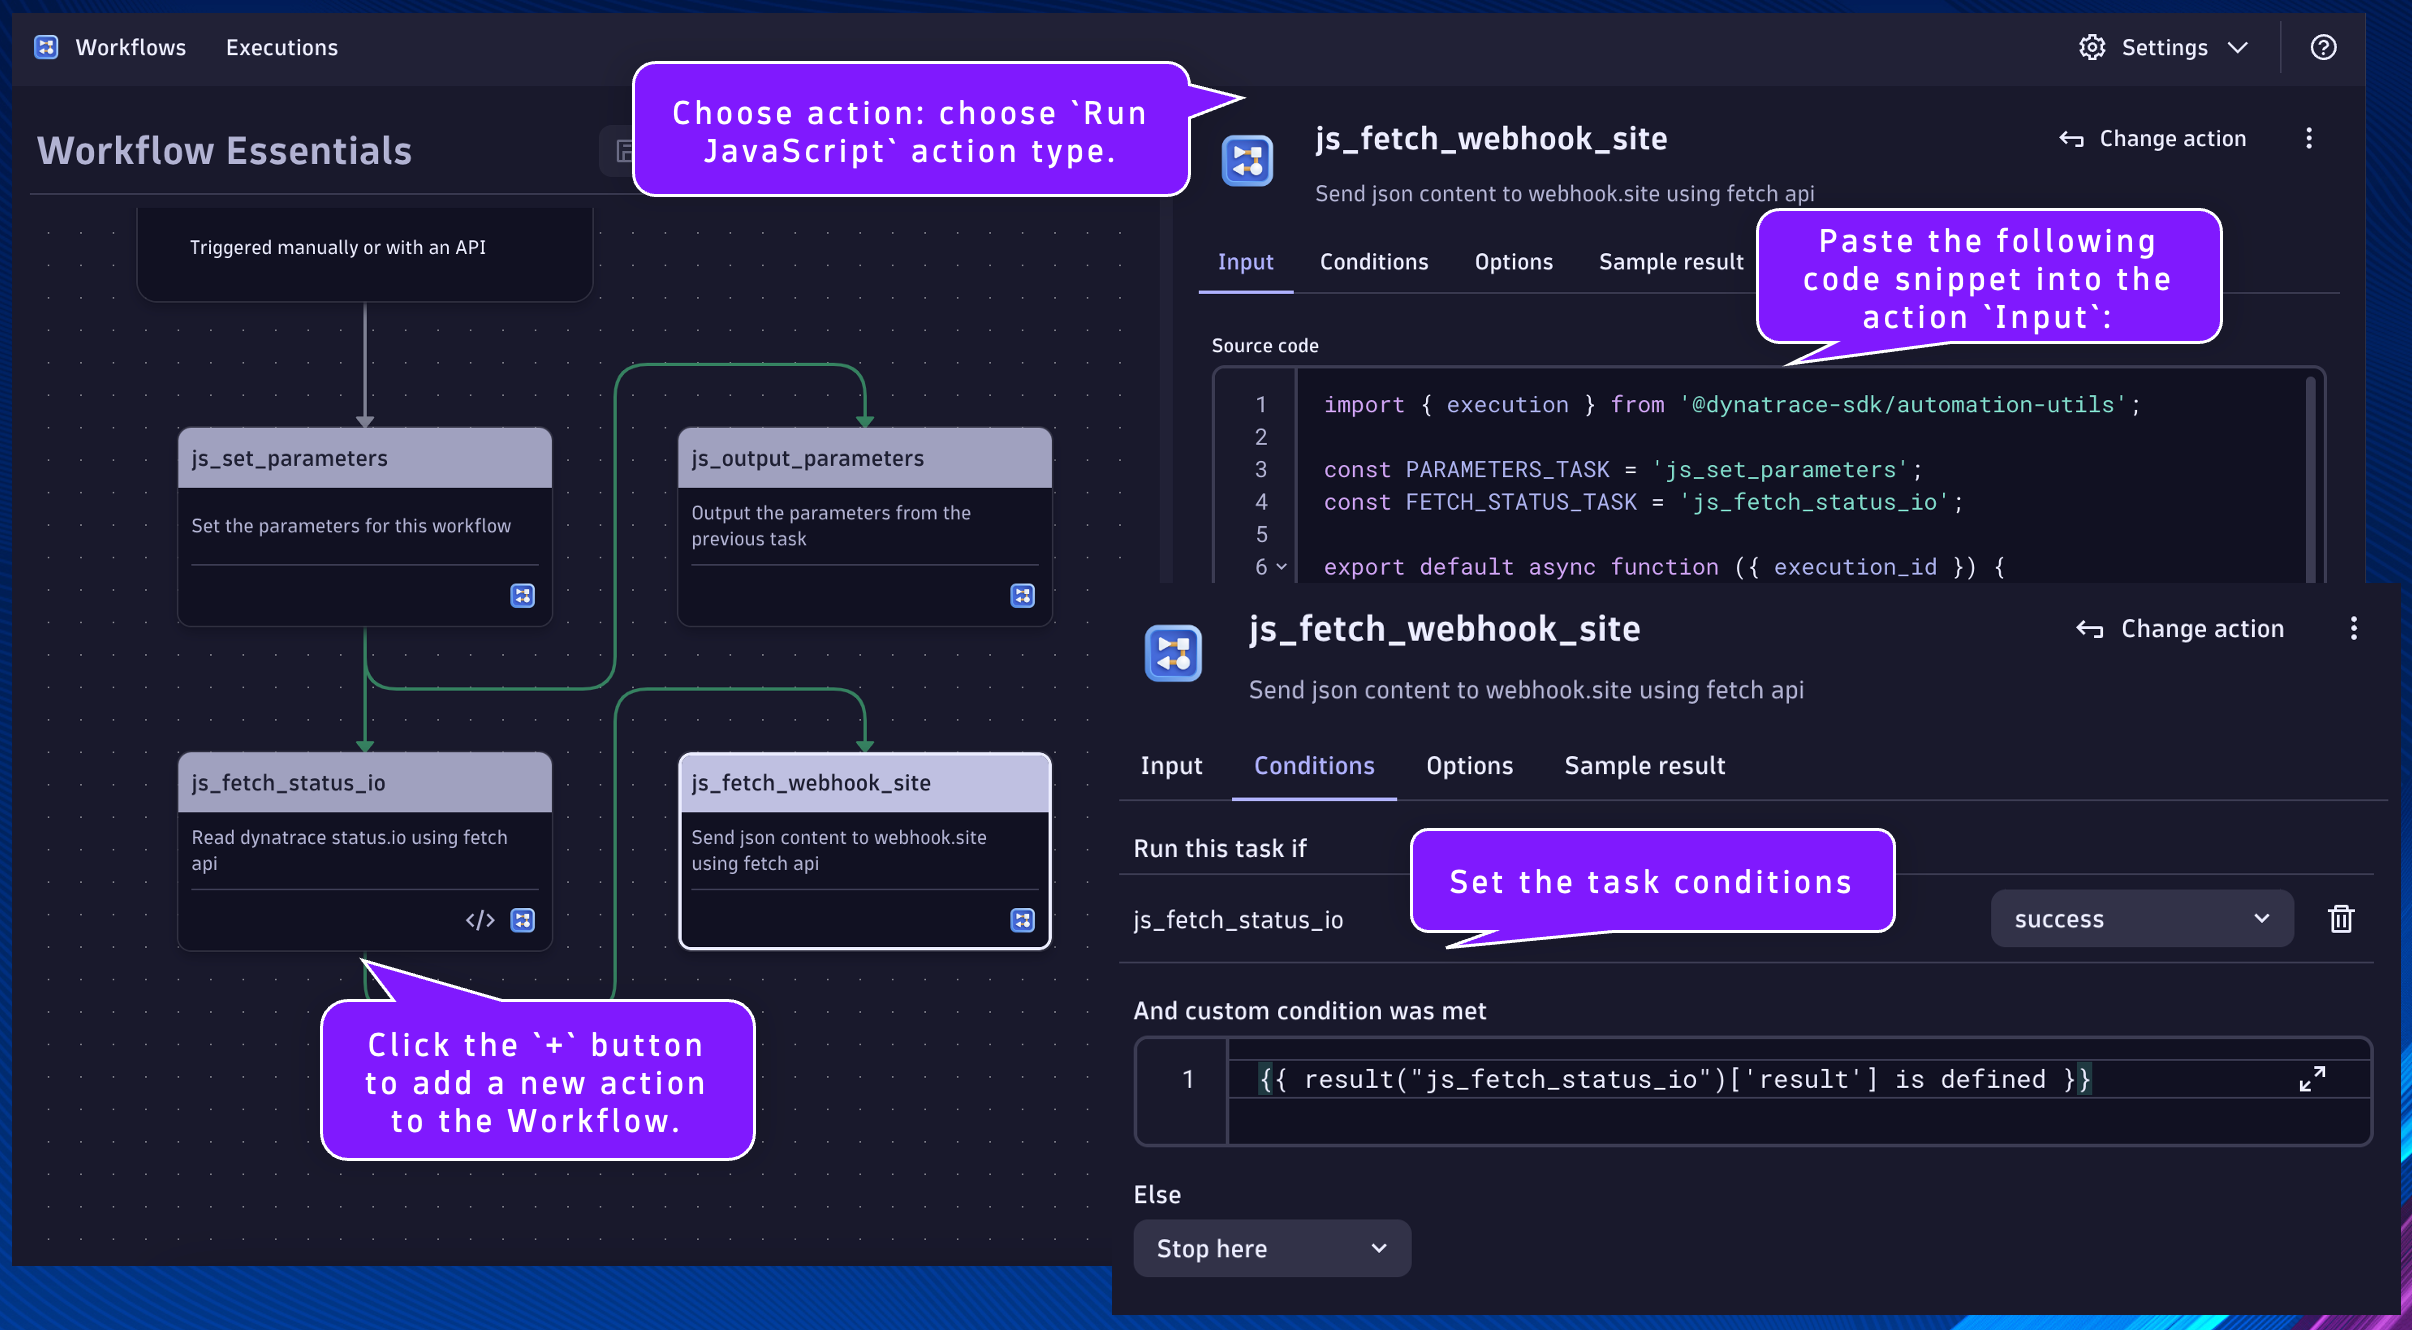 Workflows
Executions
Settings
Workflow Essentials
Choose action: choose `Run
JavaScript` action type.
Triggered manually or with an API
js_set_parameters
Set the parameters for this workflow
js_output_parameters
Output the parameters from the
previous task
js_fetch_status_io
Read dynatrace status.io using fetch
api
</>
js_fetch_webhook_site
Send json content to webhook.site
using fetch api
Click the `+` button
to add a new action
to the Workflow.
js_fetch_webhook_site
Change action
Send json content to webhook.site using fetch api
Input
Conditions
Options
Sample result
Paste the following
code snippet into the
action `Input`:
Source code
1 import { execution } from '@dynatrace-sdk/automation-utils';
2
3 const PARAMETERS_TASK = 'js_set_parameters';
4 const FETCH_STATUS_TASK = 'js_fetch_status_io';
5
6 export default async function ({ execution_id }) {
js_fetch_webhook_site
Change action
Send json content to webhook.site using fetch api
Input
Conditions
Options
Sample result
Run this task if
Set the task conditions
js_fetch_status_io
success
And custom condition was met
1 {{ result("js_fetch_status_io")['result'] is defined }}
Else
Stop here